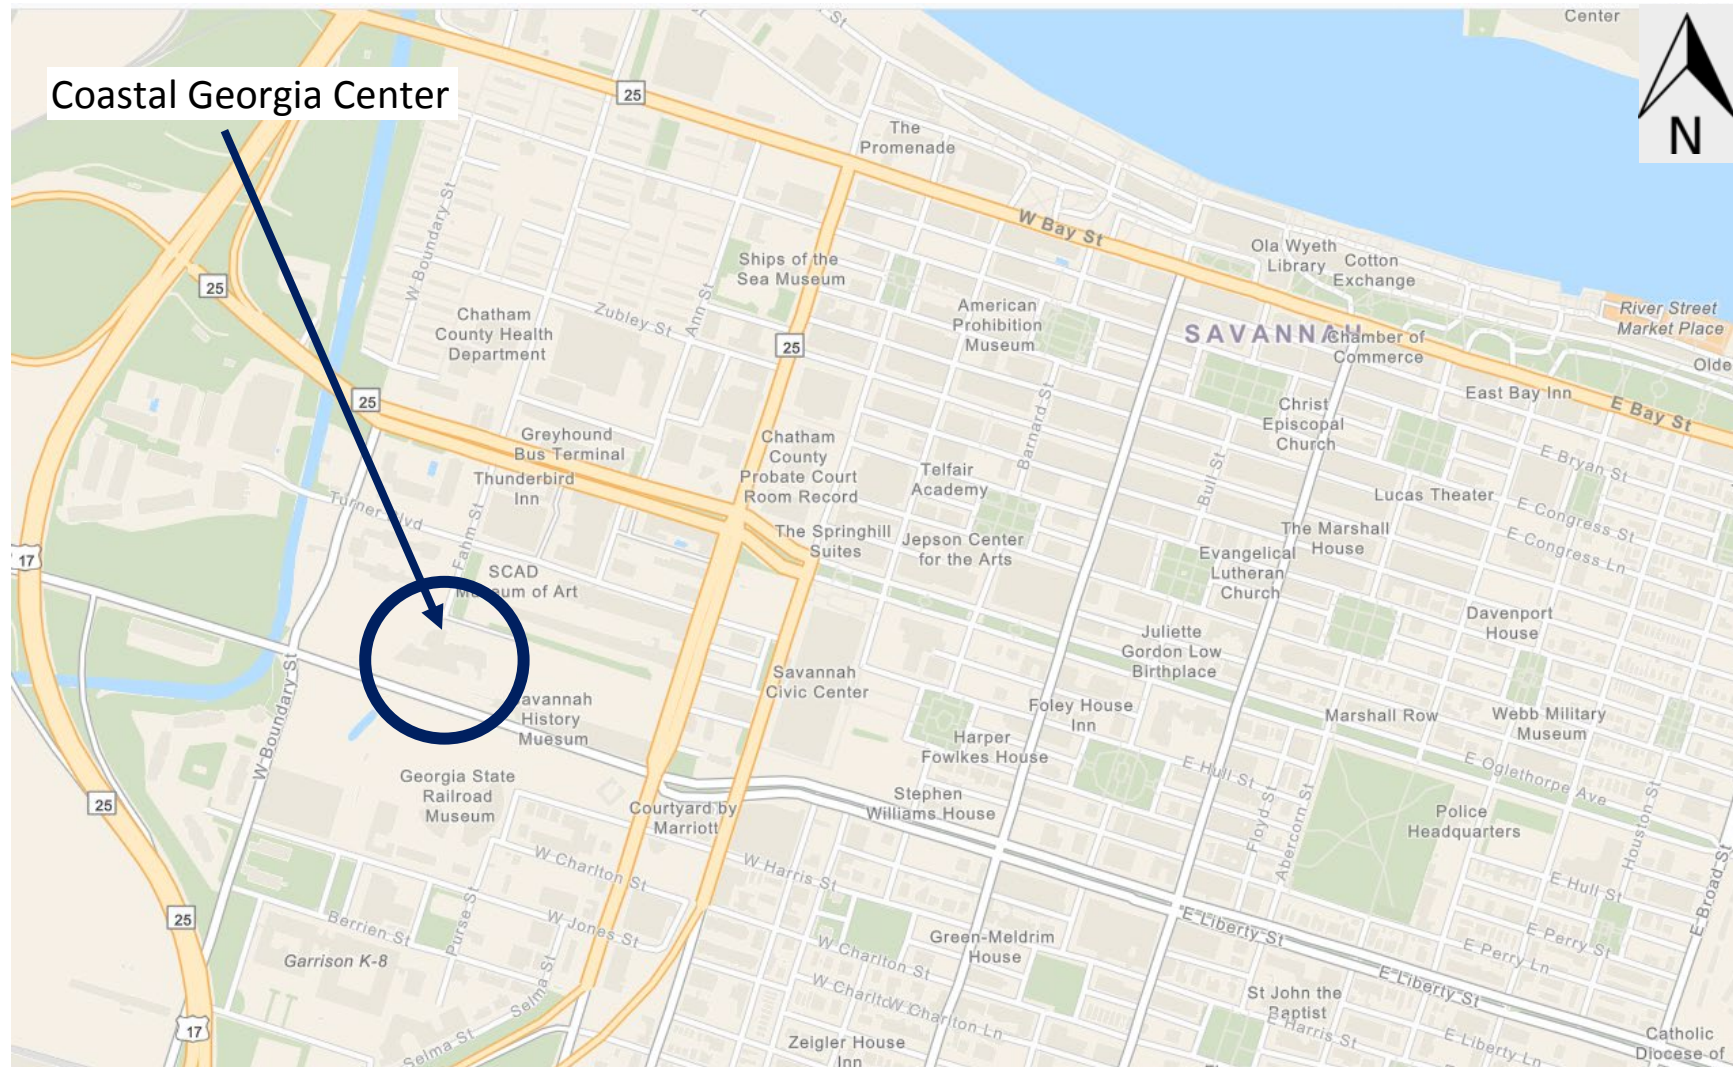 Center
N
Coastal Georgia Center
25
The
Promenade
W Bay St
W Boundary St
Ships of the
Sea Museum
Ola Wyeth
Library
Cotton
Exchange
25
Ann St
Zubley St
Chatham
County Health
Department
American
Prohibition
Museum
SAVANNAH
Chamber of
Commerce
River Street
Market Place
Olde
25
25
East Bay Inn
E Bay St
Christ
Episcopal
Church
Barnard St
Greyhound
Bus Terminal
Thunderbird
Inn
Chatham
County
Probate Court
Room Record
Telfair
Academy
Bull St
Lucas Theater
E Bryan St
E Congress St
E Congress Ln
Turner Blvd
Fahm St
The Springhill
Suites
Jepson Center
for the Arts
The Marshall
House
Evangelical
Lutheran
Church
17
SCAD
Museum of Art
Davenport
House
Juliette
Gordon Low
Birthplace
Savannah
Civic Center
W Boundary St
Savannah
History
Muesum
Foley House
Inn
Marshall Row
Webb Military
Museum
Harper
Fowlkes House
E Hull St
E Oglethorpe Ave
Georgia State
Railroad
Museum
25
Courtyard by
Marriott
Stephen
Williams House
Floyd St
Abercorn St
Police
Headquarters
Houston St
W Charlton St
W Harris St
E Hull St
E Broad St
25
Berrien St
Purse St
W Jones St
E Liberty St
E Perry St
E Perry Ln
Garrison K-8
W Charlton St
Green-Meldrim
House
E Liberty St
Selma St
W Charltc
W Charlton Ln
St John the
Baptist
E Harris St
17
Selma St
Zeigler House
Inn
E Liberty Ln
Catholic
Diocese of